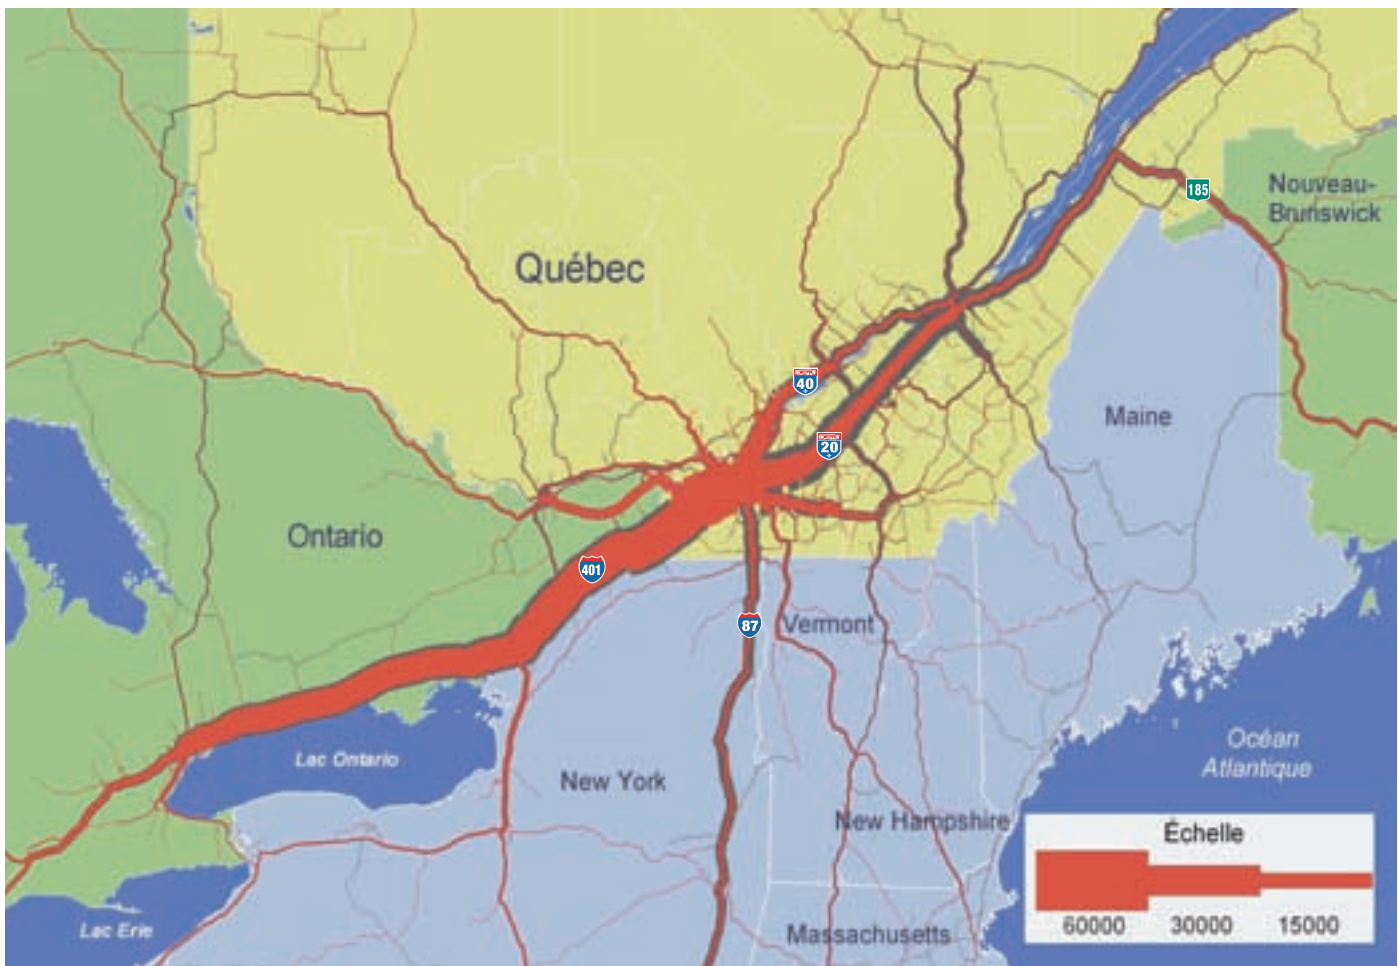 185
Nouveau-
Brunswick
Québec
40
Maine
20
Ontario
401
87
Vermont
Océan
Atlantique
Lac Ontario
New York
New Hampshire
Échelle
60000 30000 15000
Lac Erie
Massachusetts